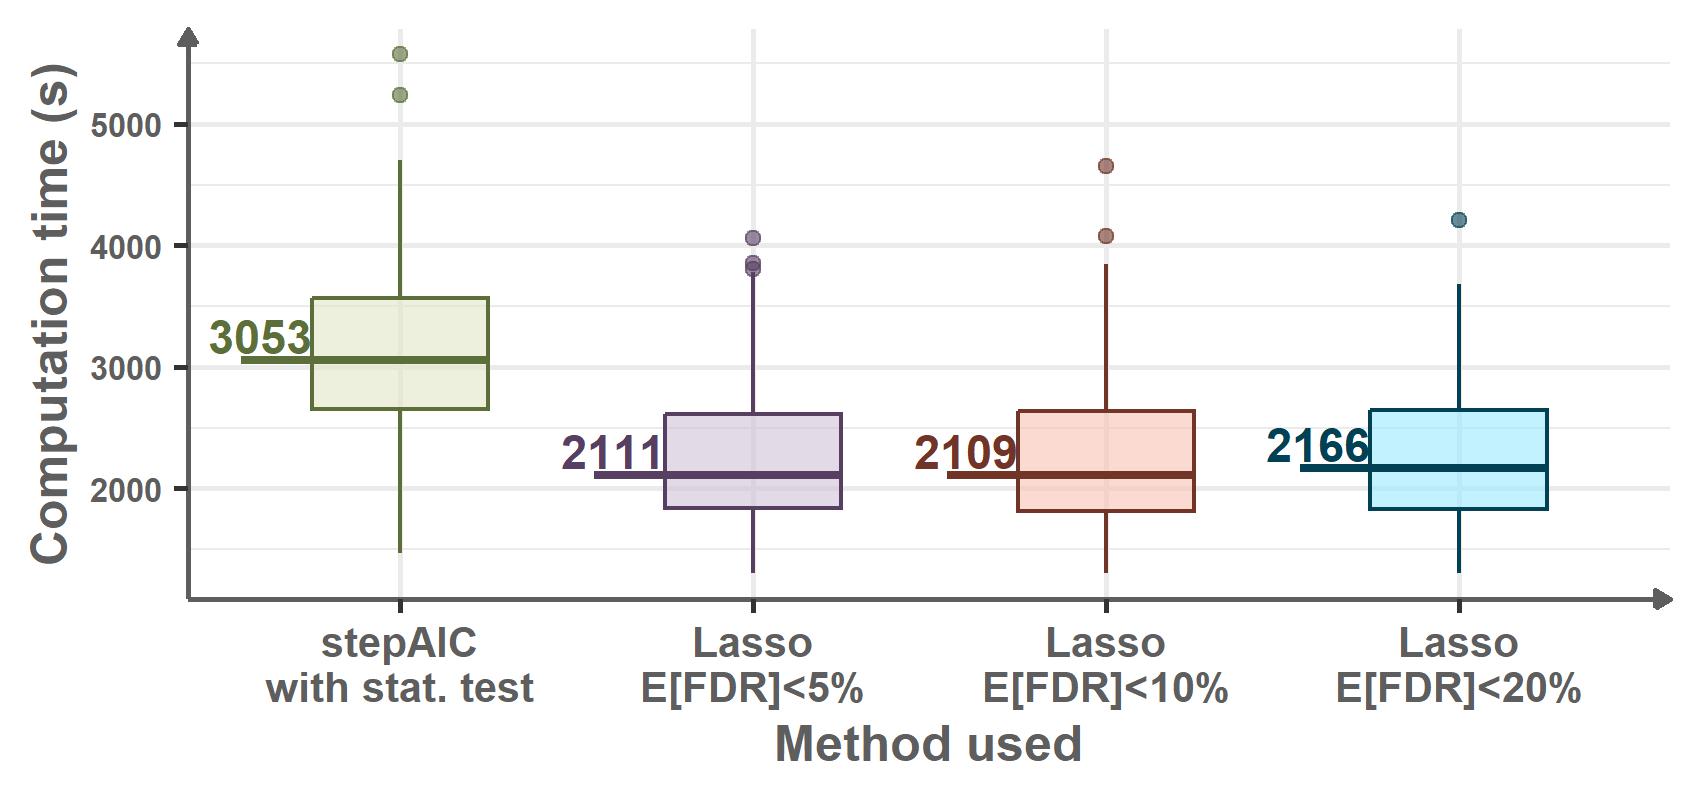 Computation time (s)
5000
4000
3000
2000
3053
2111
2109
2166
stepAIC
with stat. test
Lasso
E[FDR]<5%
Lasso
E[FDR]<10%
Lasso
E[FDR]<20%
Method used